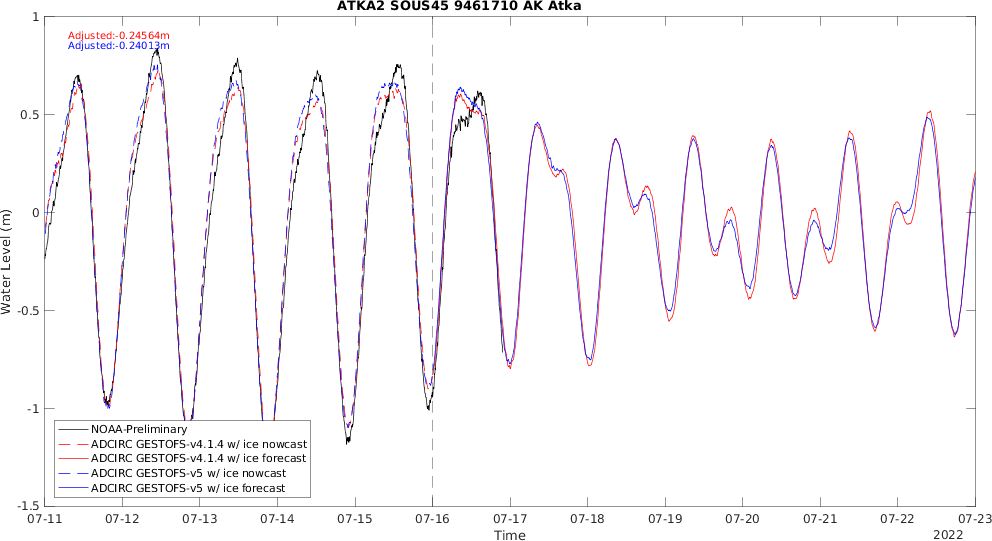 ATKA2 SOUS45 9461710 AK Atka
Adjusted:-0.24564m
Adjusted:-0.24013m
1
0.5
0
-0.5
-1
-1.5
Water Level (m)
NOAA-Preliminary
ADCIRC GESTOFS-v4.1.4 w/ ice nowcast
ADCIRC GESTOFS-v4.1.4 w/ ice forecast
ADCIRC GESTOFS-v5 w/ ice nowcast
ADCIRC GESTOFS-v5 w/ ice forecast
07-11 07-12 07-13 07-14 07-15 07-16 07-17 07-18 07-19 07-20 07-21 07-22 07-23
Time
2022